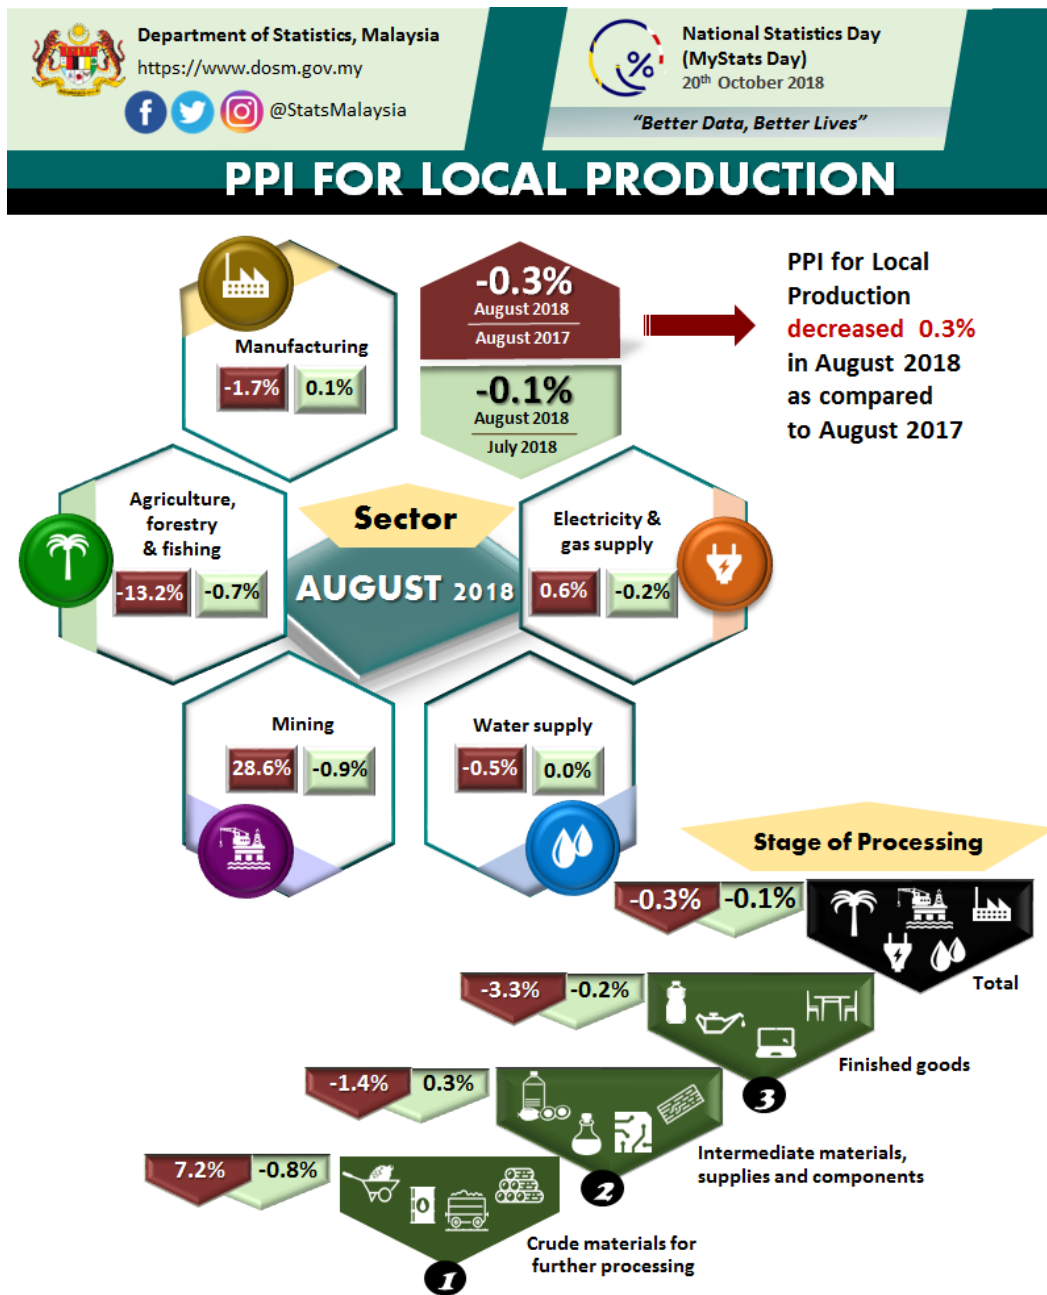 Department of Statistics, Malaysia
https://www.dosm.gov.my
@StatsMalaysia
National Statistics Day
(MyStats Day)
20th October 2018
“Better Data, Better Lives”
PPI FOR LOCAL PRODUCTION
Manufacturing
-1.7% 0.1%
-0.3%
August 2018
August 2017
-0.1%
August 2018
July 2018
PPI for Local
Production
decreased 0.3%
in August 2018
as compared
to August 2017
Agriculture,
forestry
& fishing
-13.2% -0.7%
Sector
AUGUST 2018
Electricity &
gas supply
0.6% -0.2%
Mining
28.6% -0.9%
Water supply
-0.5% 0.0%
Stage of Processing
-0.3% -0.1%
Total
-3.3% -0.2%
Finished goods
3
-1.4% 0.3%
Intermediate materials,
supplies and components
2
7.2% -0.8%
Crude materials for
further processing
1